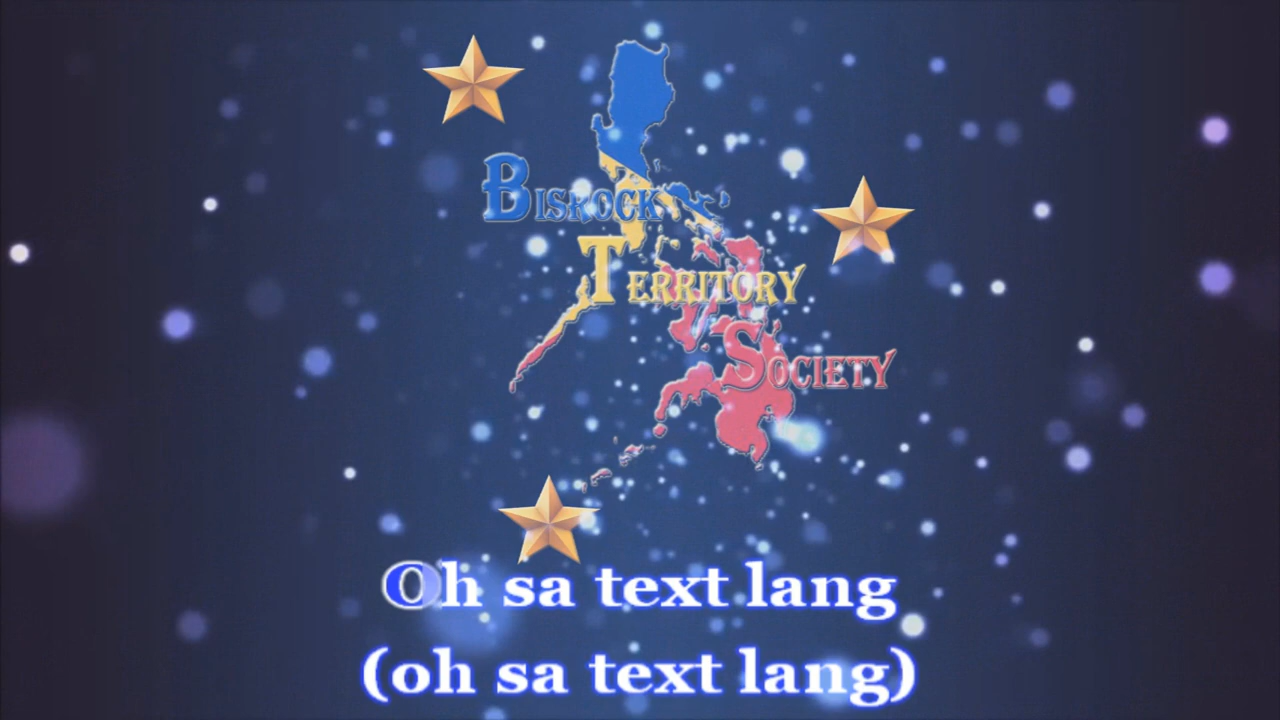 BISROCK
TERRITORY
SOCIETY
Oh sa text lang
(oh sa text lang)